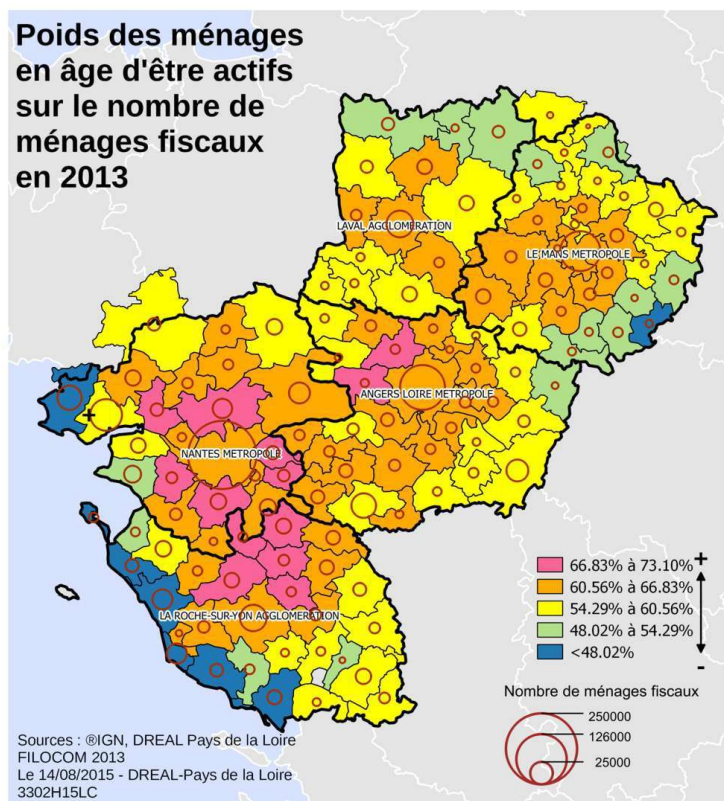 Poids des ménages
en âge d'être actifs
sur le nombre de
ménages fiscaux
en 2013
LAVAL AGGLOMERATION
LE MANS METROPOLE
ANGERS LOIRE METROPOLE
+
NANTES METROPOLE
LA ROCHE-SUR-YON AGGLOMERATION
66.83% à 73.10%
60.56% à 66.83%
54.29% à 60.56%
48.02% à 54.29%
<48.02%
+
-
Nombre de ménages fiscaux
250000
126000
25000
Sources : ®IGN, DREAL Pays de la Loire
FILOCOM 2013
Le 14/08/2015 - DREAL-Pays de la Loire
3302H15LC